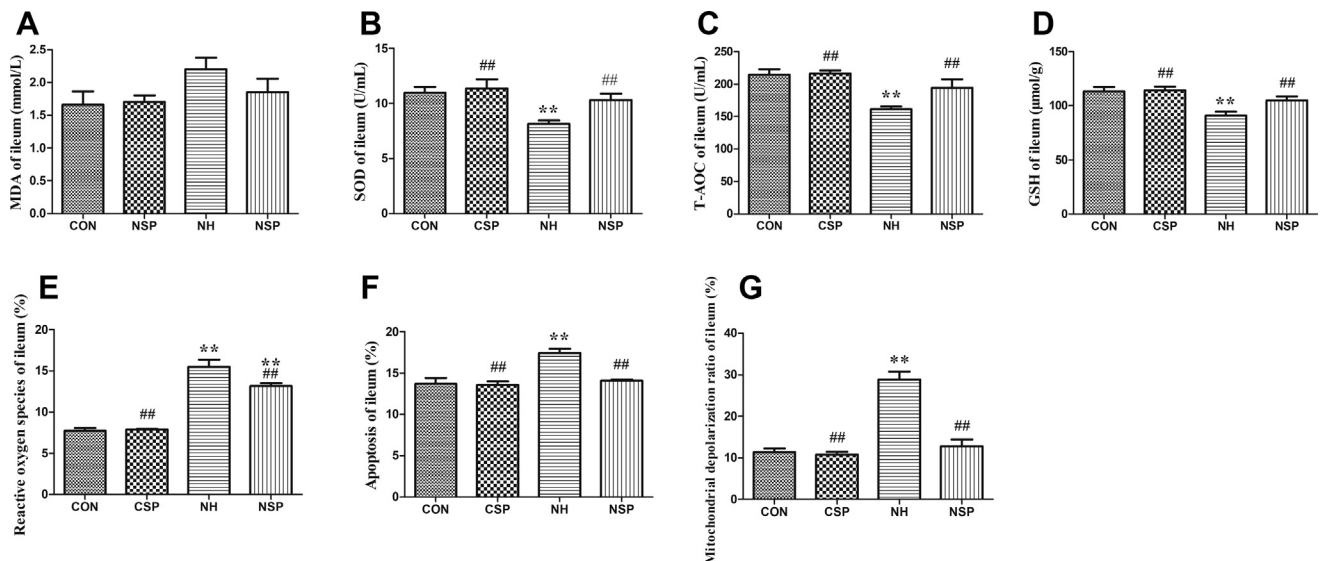 A
MDA of ileum (mmol/L)
2.5
2.0
1.5
1.0
0.5
0.0
CON NSP NH NSP
B
SOD of ileum (U/mL)
15
10
5
0
##
**
##
CON CSP NH NSP
C
T-AOC of ileum (U/mL)
250
200
150
100
50
0
##
**
##
CON CSP NH NSP
D
GSH of ileum (μmol/g)
150
100
50
0
##
**
##
CON CSP NH NSP
E
Reactive oxygen species of ileum (%)
20
15
10
5
0
##
**
**
##
CON CSP NH NSP
F
Apoptosis of ileum (%)
20
15
10
5
0
##
**
##
CON CSP NH NSP
G
Mitochondrial depolarization ratio of ileum (%)
40
30
20
10
0
##
**
##
CON CSP NH NSP